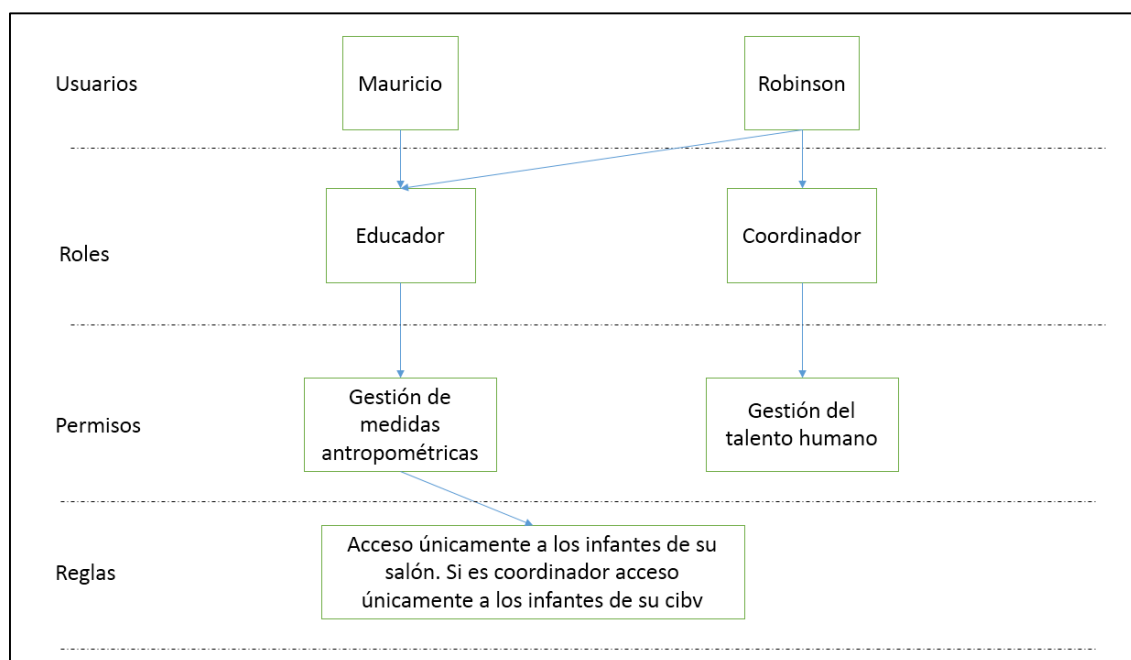 Usuarios
Mauricio
Robinson
Roles
Educador
Coordinador
Permisos
Gestión de
medidas
antropométricas
Gestión del
talento humano
Reglas
Acceso únicamente a los infantes de su
salón. Si es coordinador acceso
únicamente a los infantes de su cibv